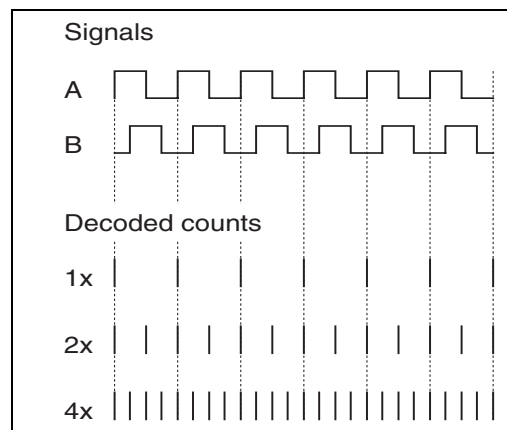 Signals
A
B
Decoded counts
1x
2x
4x